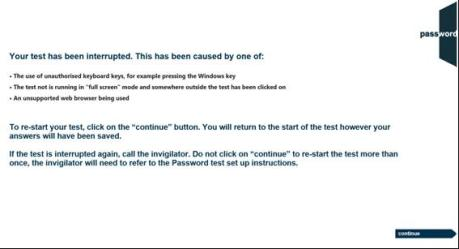 password
Your test has been interrupted. This has been caused by one of:
• The use of unauthorised keyboard keys, for example pressing the Windows key
• The test not is running in "full screen" mode and somewhere outside the test has been clicked on
• An unsupported web browser being used
To re-start your test, click on the “continue” button. You will return to the start of the test however your
answers will have been saved.
If the test is interrupted again, call the invigilator. Do not click on “continue” to re-start the test more than
once, the invigilator will need to refer to the Password test set up instructions.
continue